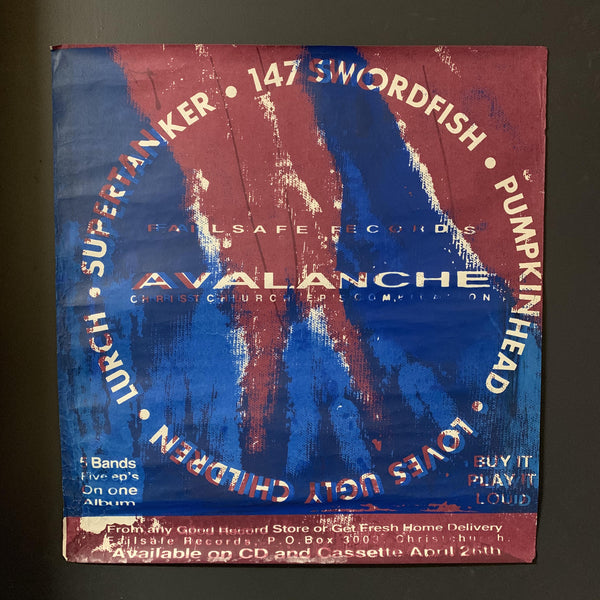 LURCH • SUPERTANKER • 147 SWORDFISH • PUMPKINHEAD • LOVES UGLY CHILDREN •
FAILSAFE RECORDS
AVALANCHE
CHRISTCHURCH EP'S COMPILATION
5 Bands
Five ep's
On one
Album
BUY IT
PLAY IT
LOUD
From any Good Record Store or Get Fresh Home Delivery
Failsafe Records, P.O.Box 3003, Christchurch.
Available on CD and Cassette April 26th